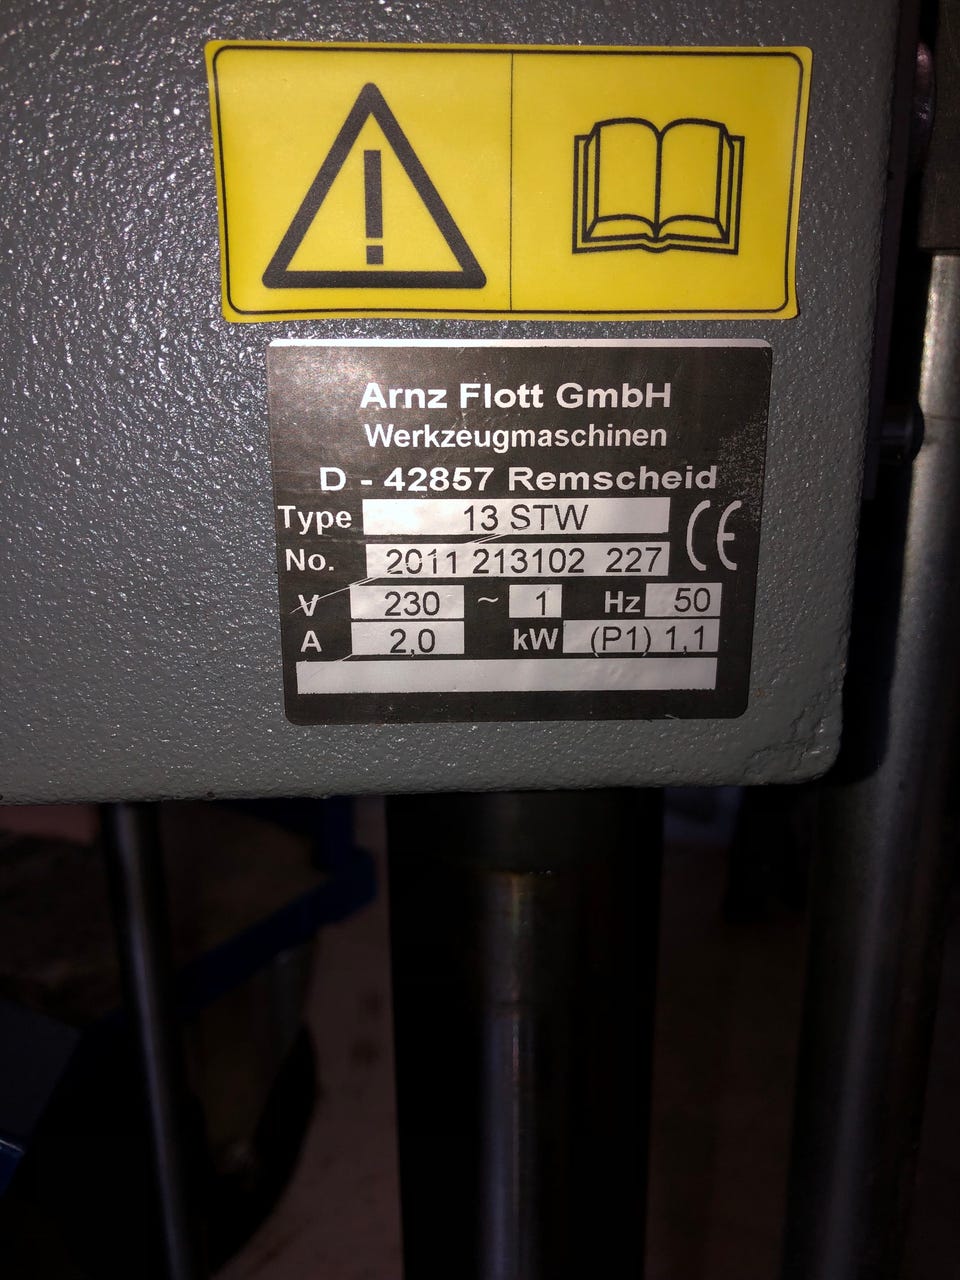 Arnz Flott GmbH
Werkzeugmaschinen
D - 42857 Remscheid
Type 13 STW CE
No. 2011 213102 227
V 230 ~ 1 Hz 50
A 2,0 kW (P1) 1,1